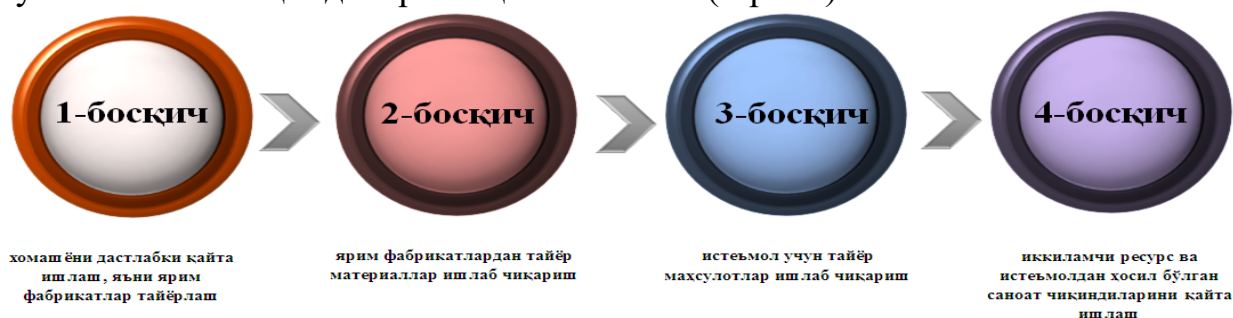 1-босқич
2-босқич
3-босқич
4-босқич
хомашёни дастлабки қайта
ишлаш, яъни ярим
фабрикатлар тайёрлаш
ярим фабрикатлардан тайёр
материаллар ишлаб чиқариш
истеъмол учун тайёр
маҳсулотлар ишлаб чиқариш
иккиламчи ресурс ва
истеъмолдан ҳосил бўлган
саноат чиқиндиларини қайта
ишлаш